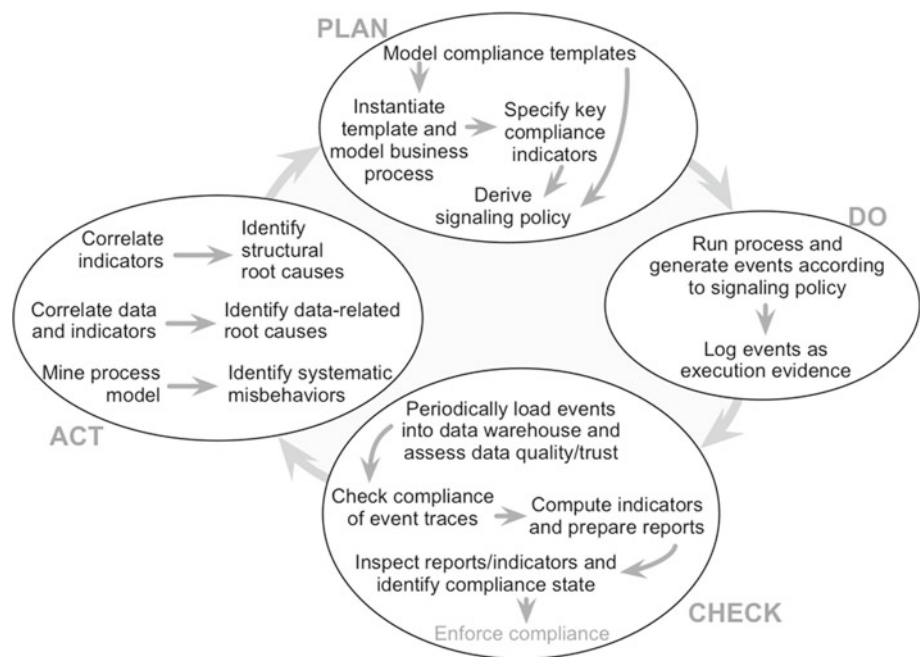 PLAN
Model compliance templates
Instantiate
template and
model business
process
Specify key
compliance
indicators
Derive
signaling policy
DO
Run process and
generate events according
to signaling policy
Log events as
execution evidence
Periodically load events
into data warehouse and
assess data quality/trust
Check compliance
of event traces
Compute indicators
and prepare reports
Inspect reports/indicators and
identify compliance state
Enforce compliance
CHECK
Correlate
indicators
Identify
structural
root causes
Correlate data
and indicators
Identify data-related
root causes
Mine process
model
Identify systematic
misbehaviors
ACT